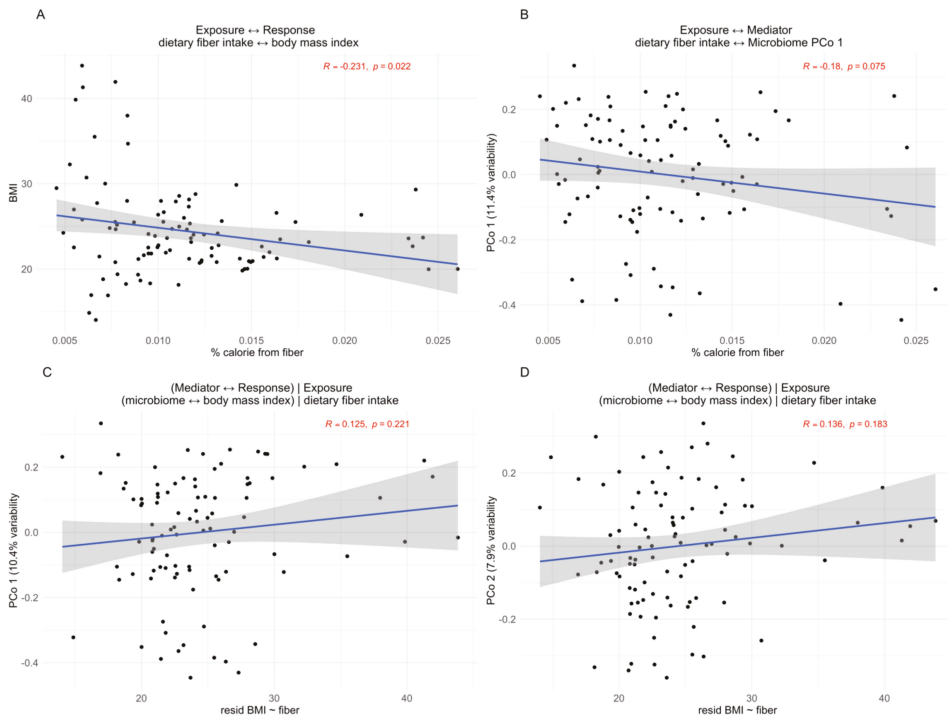 A
Exposure ↔ Response
dietary fiber intake ↔ body mass index
R = -0.231, p = 0.022
BMI
40
30
20
0.005 0.010 0.015 0.020 0.025
% calorie from fiber
B
Exposure ↔ Mediator
dietary fiber intake ↔ Microbiome PCo 1
R = -0.18, p = 0.075
PCo 1 (11.4% variability)
0.2
0.0
-0.2
-0.4
0.005 0.010 0.015 0.020 0.025
% calorie from fiber
C
(Mediator ↔ Response) | Exposure
(microbiome ↔ body mass index) | dietary fiber intake
R = 0.125, p = 0.221
PCo 1 (10.4% variability)
0.2
0.0
-0.2
-0.4
20 30 40
resid BMI ~ fiber
D
(Mediator ↔ Response) | Exposure
(microbiome ↔ body mass index) | dietary fiber intake
R = 0.136, p = 0.183
PCo 2 (7.9% variability)
0.2
0.0
-0.2
20 30 40
resid BMI ~ fiber